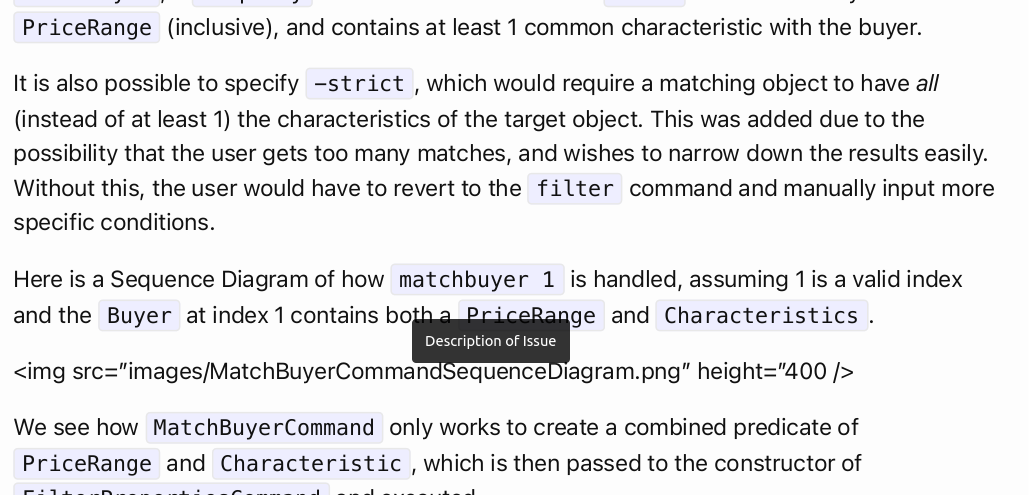 PriceRange (inclusive), and contains at least 1 common characteristic with the buyer.
It is also possible to specify –strict, which would require a matching object to have all
(instead of at least 1) the characteristics of the target object. This was added due to the
possibility that the user gets too many matches, and wishes to narrow down the results easily.
Without this, the user would have to revert to the filter command and manually input more
specific conditions.
Here is a Sequence Diagram of how matchbuyer 1 is handled, assuming 1 is a valid index
and the Buyer at index 1 contains both a PriceRange and Characteristics.
Description of Issue
<img src=”images/MatchBuyerCommandSequenceDiagram.png” height=”400 />
We see how MatchBuyerCommand only works to create a combined predicate of
PriceRange and Characteristic, which is then passed to the constructor of
FilterPropertiesCommand and executed.